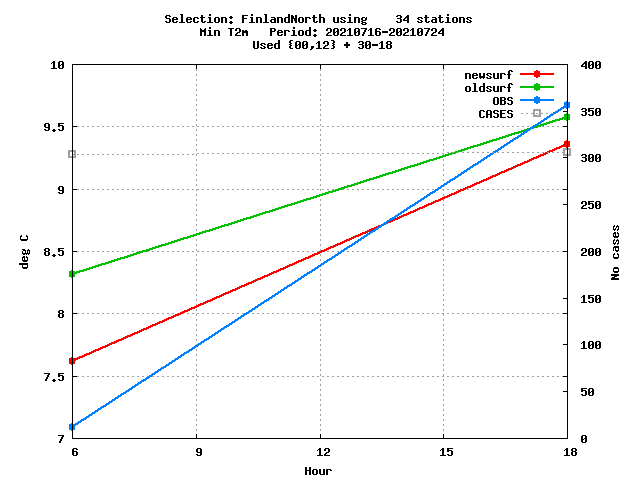 Selection: FinlandNorth using    34 stations
Min T2m   Period: 20210716-20210724
Used {00,12} + 30-18
newsurf
oldsurf
OBS
CASES
10
9.5
9
8.5
8
7.5
7
deg C
400
350
300
250
200
150
100
50
0
No cases
6
9
12
15
18
Hour